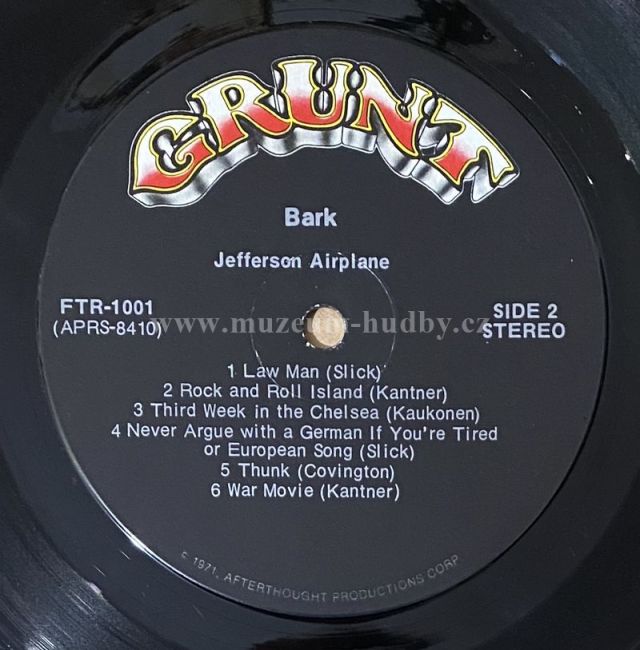 GRUNT
Bark
Jefferson Airplane
FTR-1001
(APRS-8410)
SIDE 2
STEREO
www.muzeum-hudby.cz
1 Law Man (Slick)
2 Rock and Roll Island (Kantner)
3 Third Week in the Chelsea (Kaukonen)
4 Never Argue with a German If You're Tired
or European Song (Slick)
5 Thunk (Covington)
6 War Movie (Kantner)
© 1971, AFTERTHOUGHT PRODUCTIONS CORP.